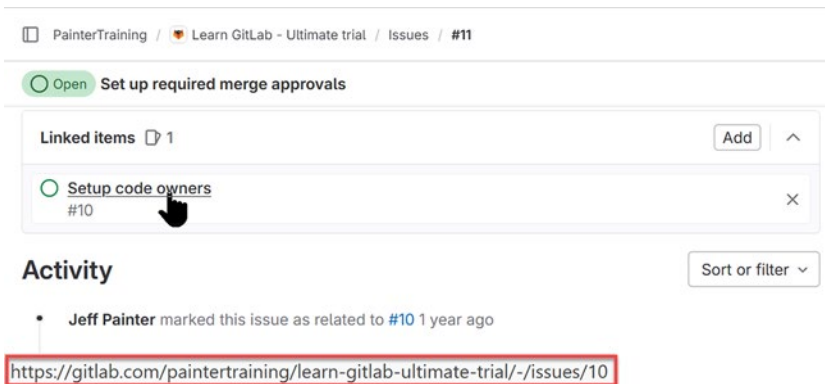 PainterTraining / Learn GitLab - Ultimate trial / Issues / #11
Open Set up required merge approvals
Linked items 1 Add
Setup code owners
#10
Activity Sort or filter
Jeff Painter marked this issue as related to #10 1 year ago
https://gitlab.com/paintertraining/learn-gitlab-ultimate-trial/-/issues/10